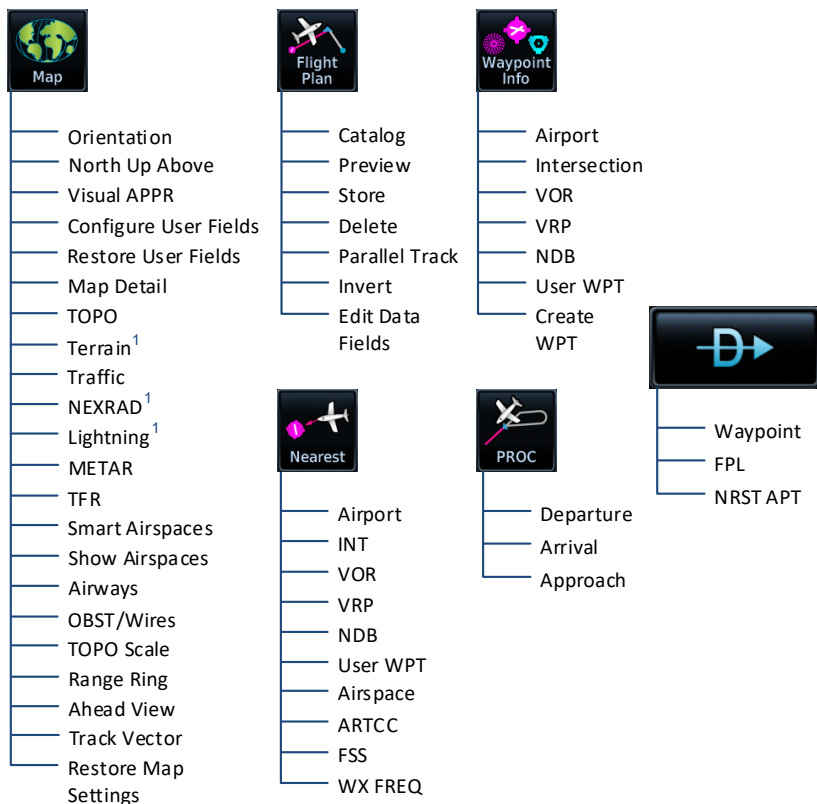 Map
Orientation
North Up Above
Visual APPR
Configure User Fields
Restore User Fields
Map Detail
TOPO
Terrain1
Traffic
NEXRAD1
Lightning1
METAR
TFR
Smart Airspaces
Show Airspaces
Airways
OBST/Wires
TOPO Scale
Range Ring
Ahead View
Track Vector
Restore Map
Settings
Flight
Plan
Catalog
Preview
Store
Delete
Parallel Track
Invert
Edit Data
Fields
Waypoint
Info
Airport
Intersection
VOR
VRP
NDB
User WPT
Create
WPT
D
Waypoint
FPL
NRST APT
Nearest
Airport
INT
VOR
VRP
NDB
User WPT
Airspace
ARTCC
FSS
WX FREQ
PROC
Departure
Arrival
Approach